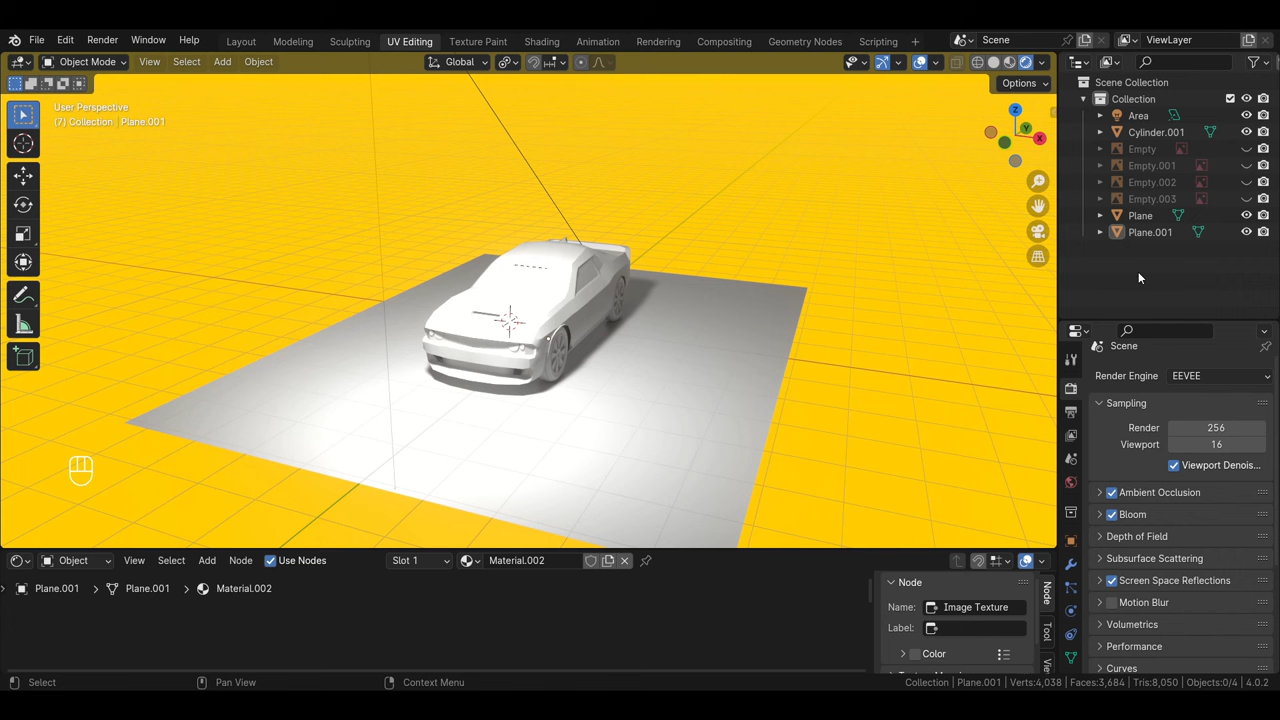 File Edit Render Window Help Layout Modeling Sculpting UV Editing Texture Paint Shading Animation Rendering Compositing Geometry Nodes Scripting Scene ViewLayer
Object Mode View Select Add Object Global
Options
User Perspective
(7) Collection | Plane.001
Z
Y
X
Scene Collection
Collection
Area
Cylinder.001
Empty
Empty.001
Empty.002
Empty.003
Plane
Plane.001
Scene
Render Engine EEVEE
Sampling
Render 256
Viewport 16
Viewport Denois...
Ambient Occlusion
Bloom
Depth of Field
Subsurface Scattering
Screen Space Reflections
Motion Blur
Volumetrics
Performance
Curves
Object View Select Add Node Use Nodes Slot 1 Material.002
Plane.001 Plane.001 Material.002
Node
Name: Image Texture
Label:
Color
Node
Tool
Select Pan View Context Menu Collection | Plane.001 | Verts:4,038 | Faces:3,684 | Tris:8,050 | Objects:0/4 | 4.0.2